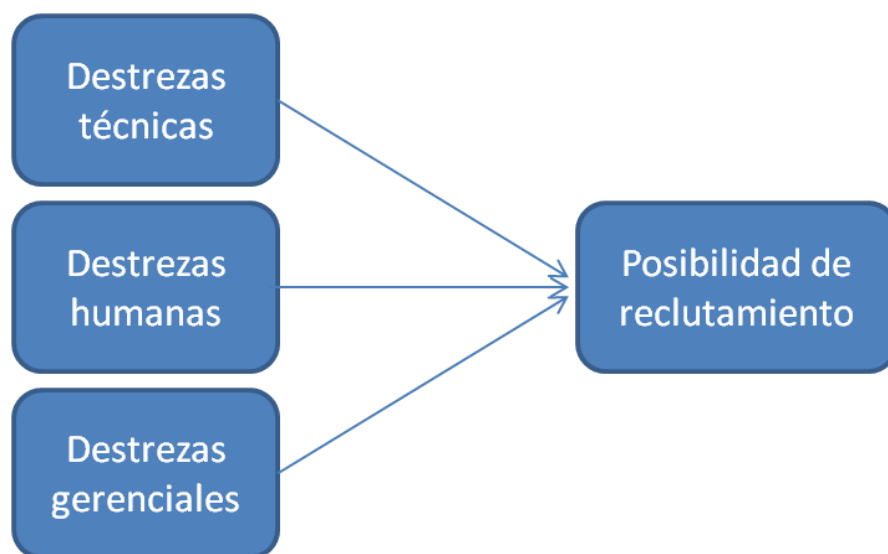 Destrezas
técnicas
Destrezas
humanas
Destrezas
gerenciales
Posibilidad de
reclutamiento